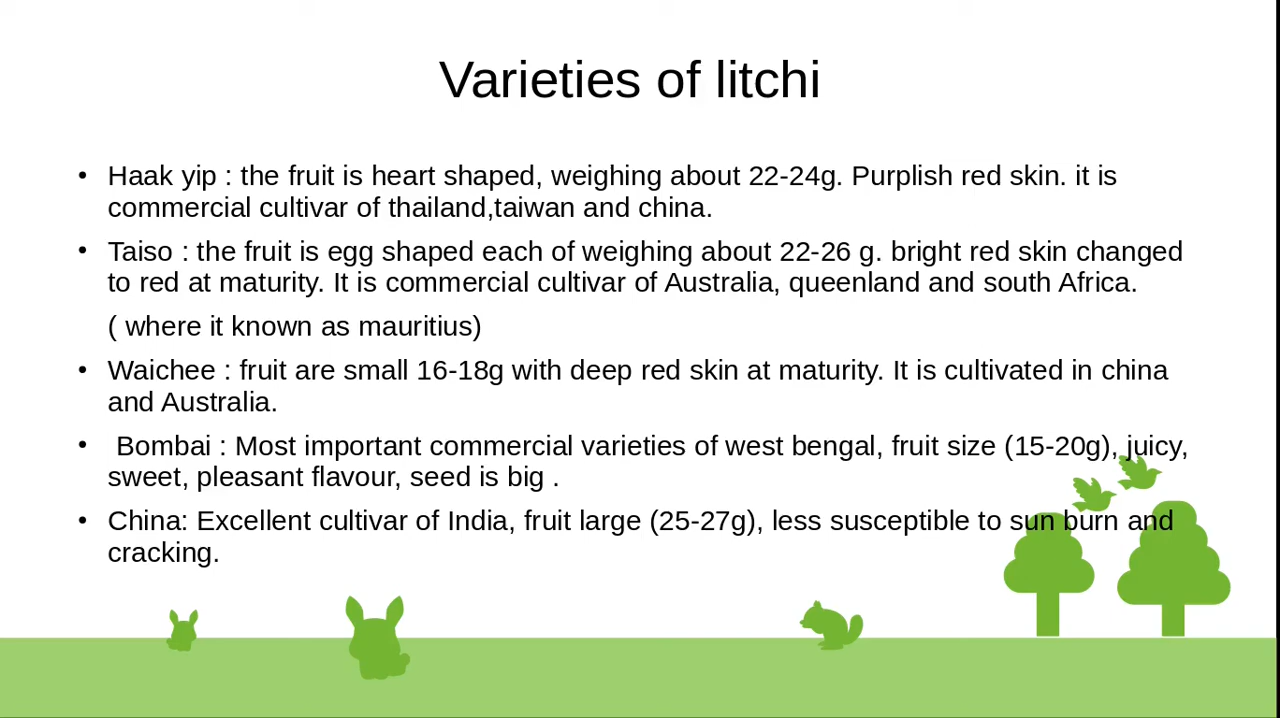 Varieties of litchi
• Haak yip : the fruit is heart shaped, weighing about 22-24g. Purplish red skin. it is
commercial cultivar of thailand,taiwan and china.
• Taiso : the fruit is egg shaped each of weighing about 22-26 g. bright red skin changed
to red at maturity. It is commercial cultivar of Australia, queenland and south Africa.
( where it known as mauritius)
• Waichee : fruit are small 16-18g with deep red skin at maturity. It is cultivated in china
and Australia.
• Bombai : Most important commercial varieties of west bengal, fruit size (15-20g), juicy,
sweet, pleasant flavour, seed is big .
• China: Excellent cultivar of India, fruit large (25-27g), less susceptible to sun burn and
cracking.